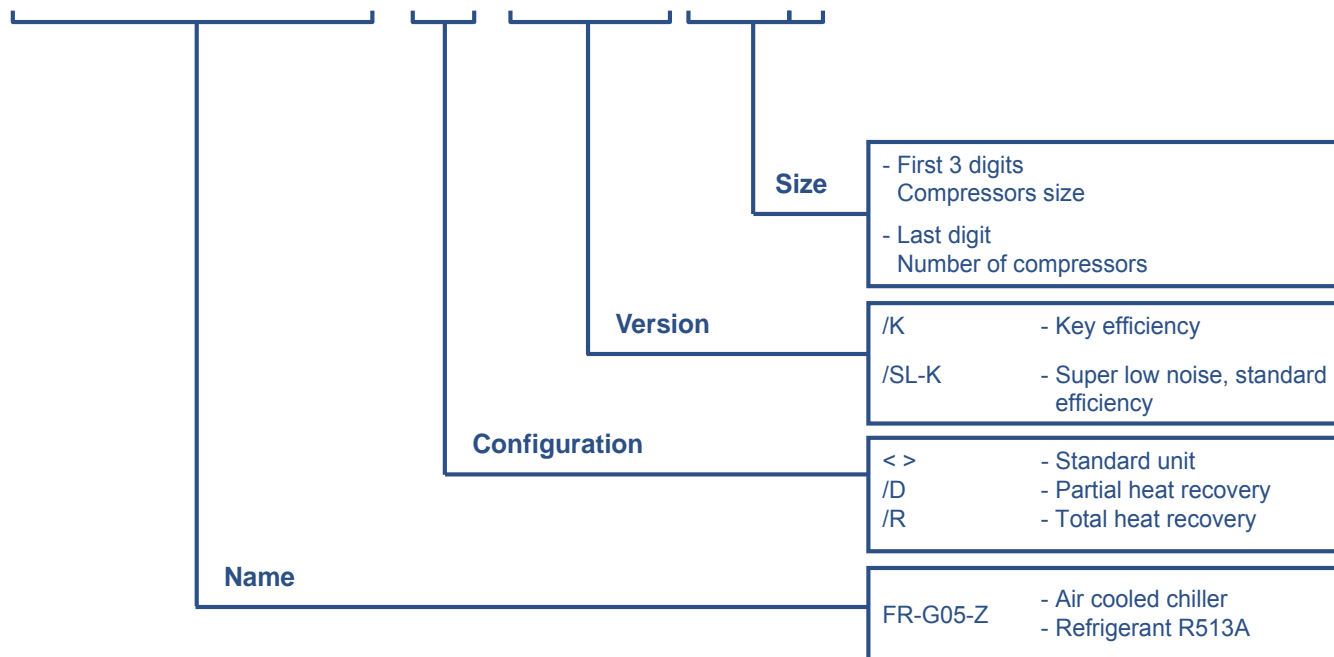 Size
- First 3 digits
Compressors size
- Last digit
Number of compressors
Version
/K - Key efficiency
/SL-K - Super low noise, standard
efficiency
Configuration
< > - Standard unit
/D - Partial heat recovery
/R - Total heat recovery
Name
FR-G05-Z - Air cooled chiller
- Refrigerant R513A